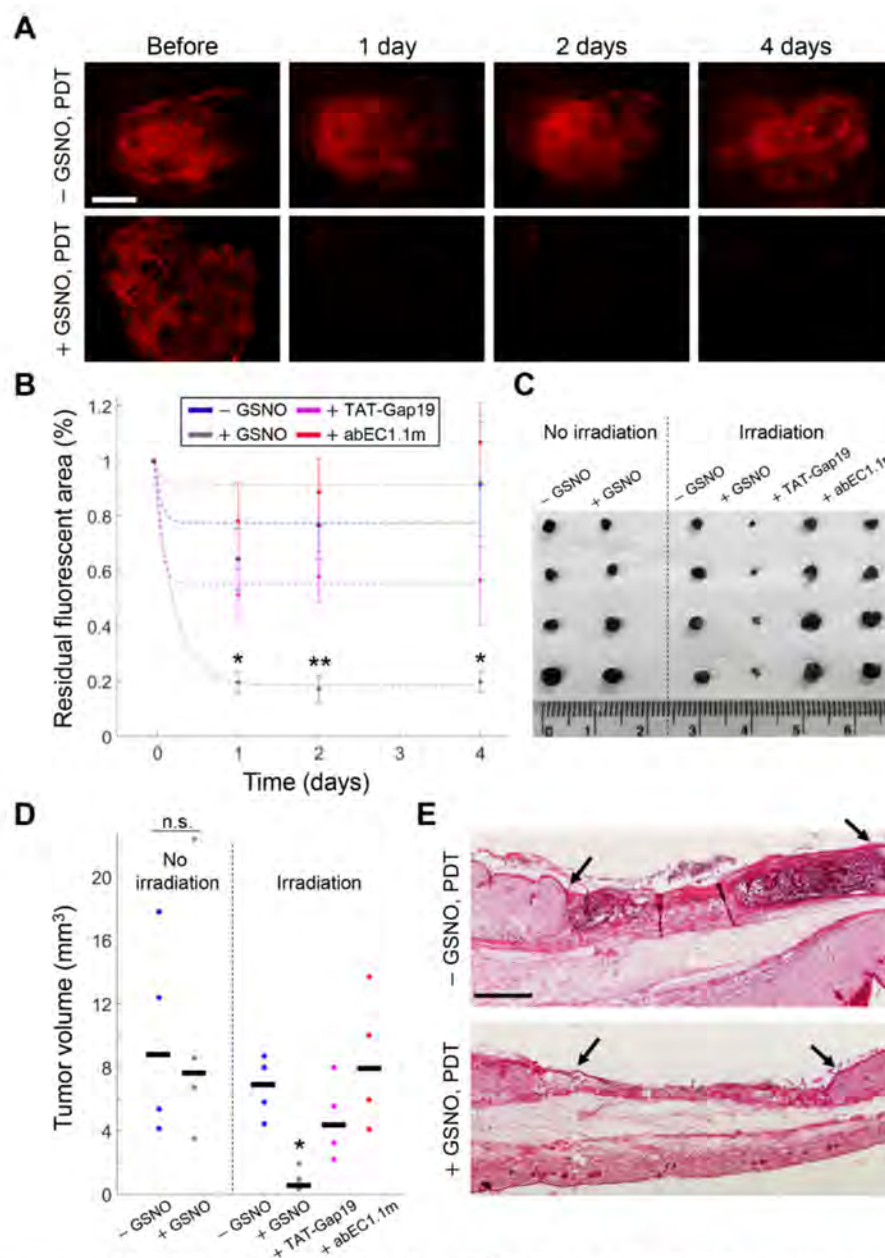 A
Before 1 day 2 days 4 days
– GSNO, PDT
+ GSNO, PDT
B
Residual fluorescent area (%)
1.2
1
0.8
0.6
0.4
0.2
0
– GSNO + TAT-Gap19
+ GSNO + abEC1.1m
* ** *
0 1 2 3 4
Time (days)
C
No irradiation Irradiation
– GSNO + GSNO – GSNO + GSNO + TAT-Gap19 + abEC1.1m
0 1 2 3 4 5 6
D
n.s.
No irradiation
Irradiation
Tumor volume (mm³)
20
16
12
8
4
0
*
– GSNO + GSNO – GSNO + GSNO + TAT-Gap19 + abEC1.1m
E
– GSNO, PDT
+ GSNO, PDT